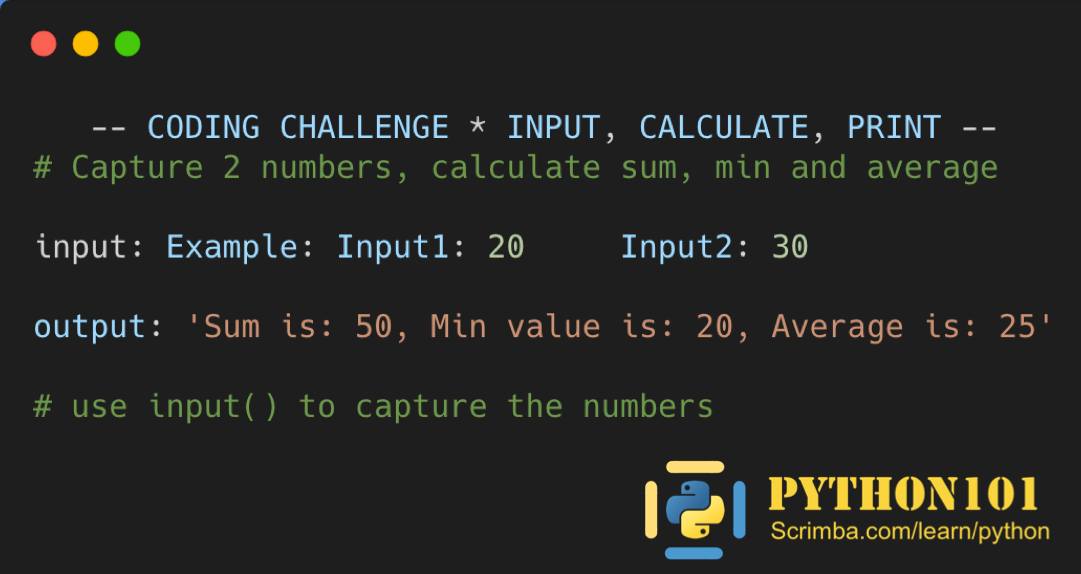 -- CODING CHALLENGE * INPUT, CALCULATE, PRINT --
# Capture 2 numbers, calculate sum, min and average
input: Example: Input1: 20     Input2: 30
output: 'Sum is: 50, Min value is: 20, Average is: 25'
# use input() to capture the numbers
PYTHON101
Scrimba.com/learn/python